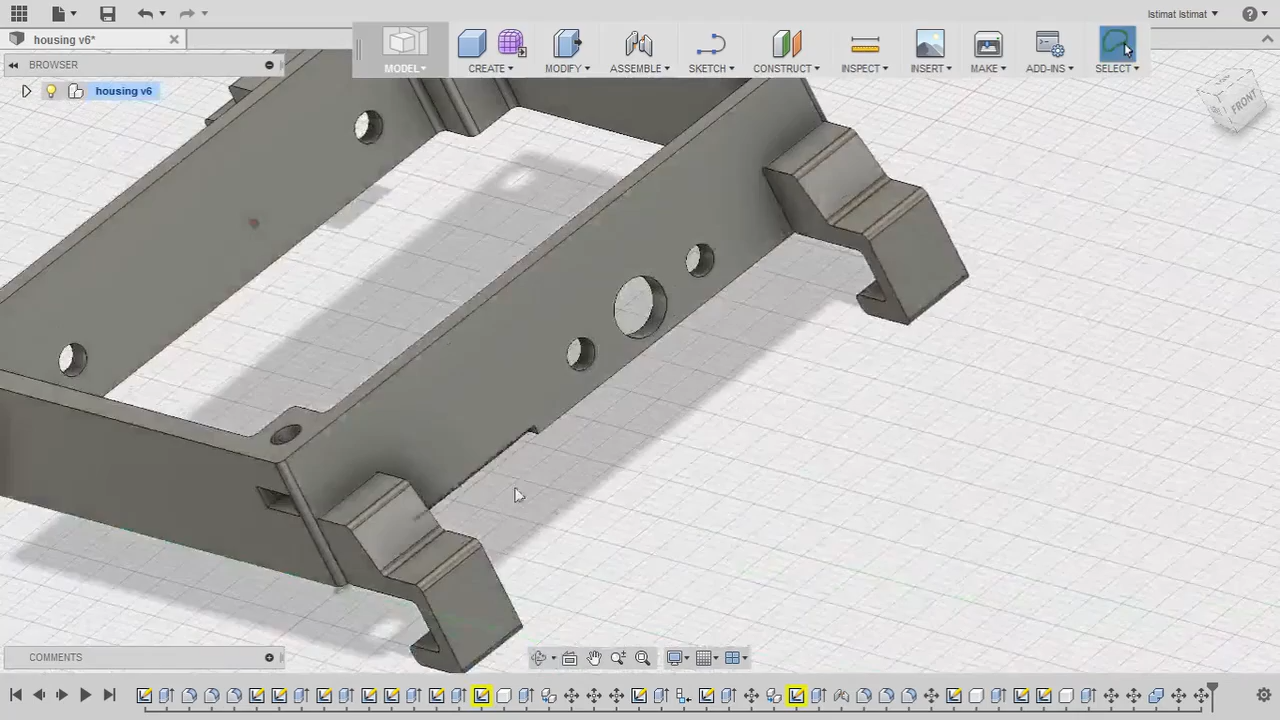 Istimat Istimat
housing v6*
MODEL CREATE MODIFY ASSEMBLE SKETCH CONSTRUCT INSPECT INSERT MAKE ADD-INS SELECT
BROWSER
housing v6
FRONT
COMMENTS